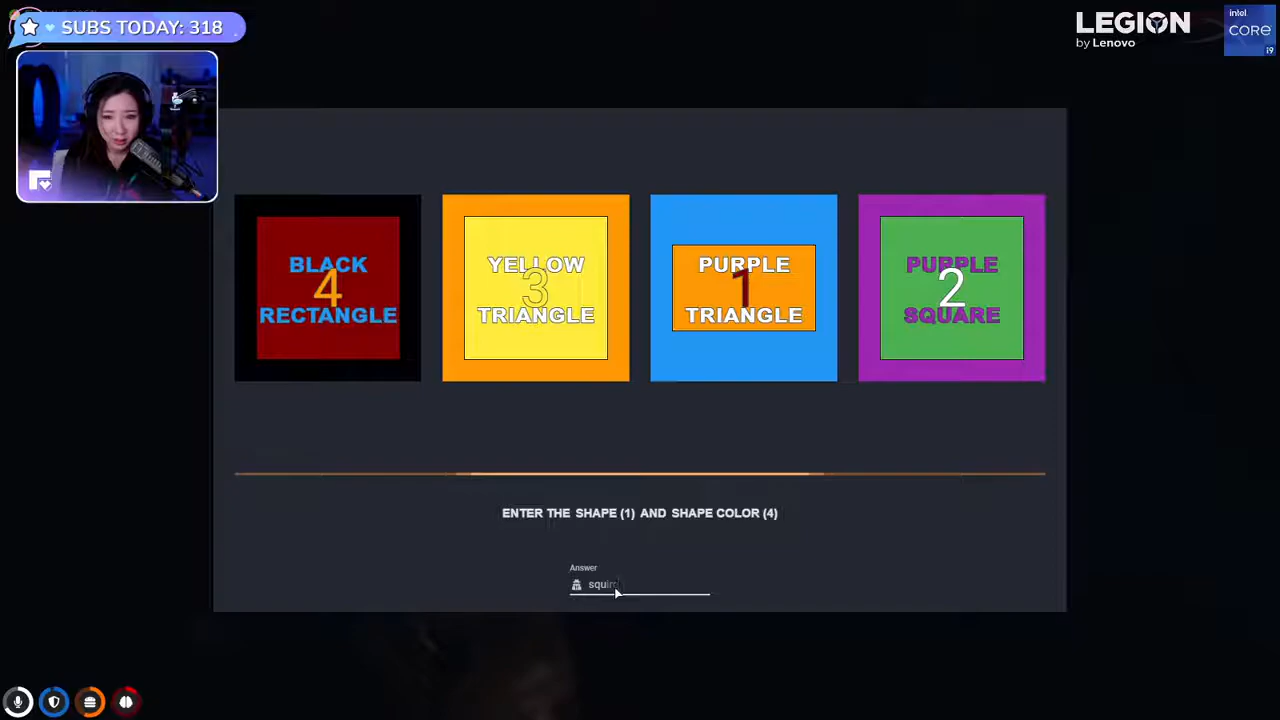 SUBS TODAY: 318
LEGION
by Lenovo
intel
CORE
i9
BLACK
4
RECTANGLE
YELLOW
3
TRIANGLE
PURPLE
1
TRIANGLE
PURPLE
2
SQUARE
ENTER THE SHAPE (1) AND SHAPE COLOR (4)
Answer